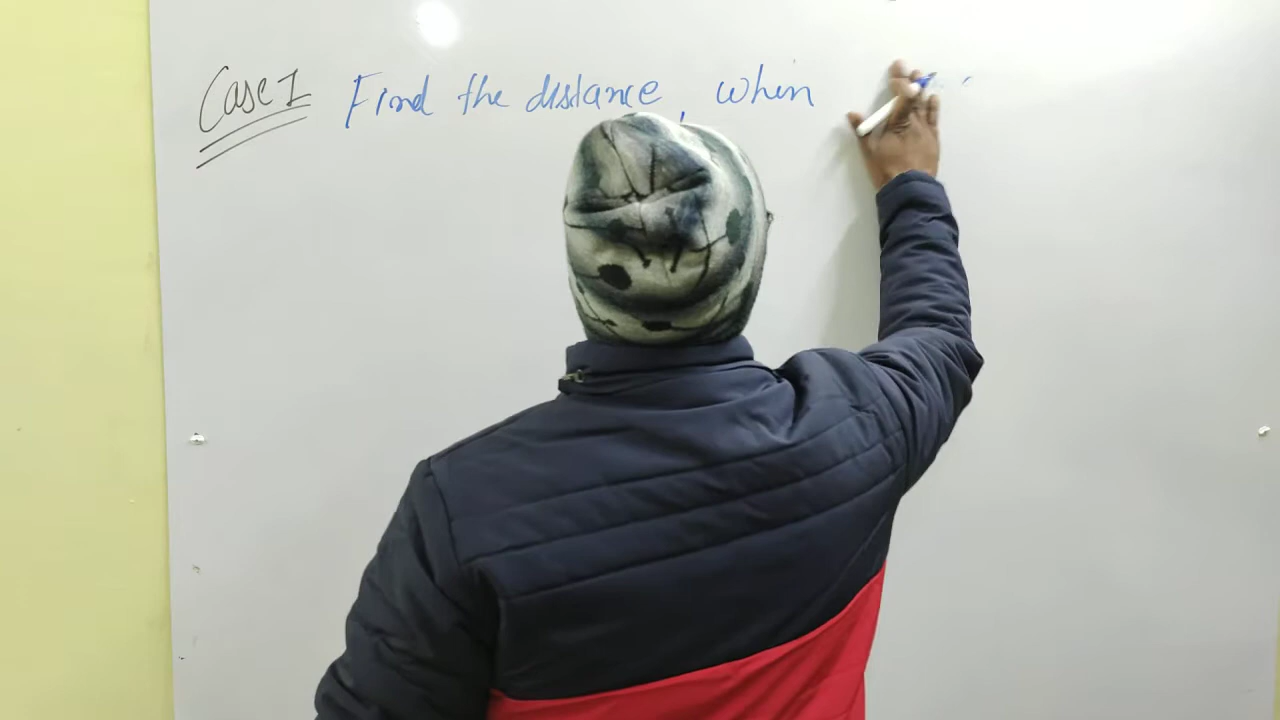 Case I Find the distance, when